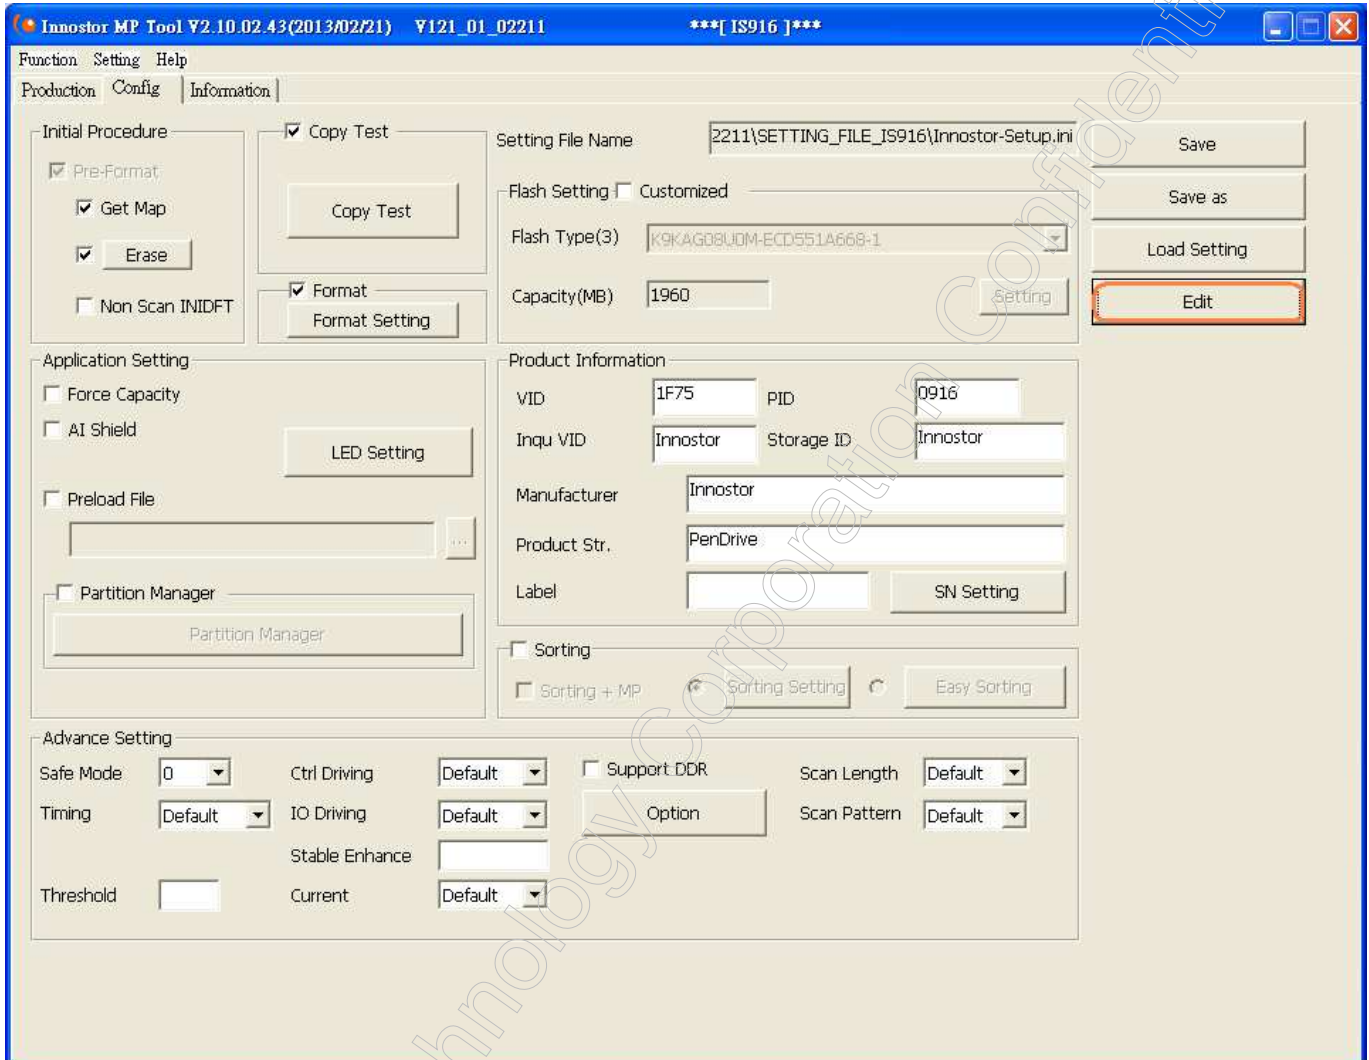 Innostor MP Tool V2.10.02.43(2013/02/21) V121_01_02211 ***[ IS916 ]***
Function Setting Help
Production Config Information
Initial Procedure
Pre-Format
Get Map
Erase
Non Scan INIDFT
Copy Test
Copy Test
Format
Format Setting
Setting File Name 2211\SETTING_FILE_IS916\Innostor-Setup.ini
Flash Setting Customized
Flash Type(3) K9KAG08U0M-ECD551A668-1
Capacity(MB) 1960 Setting
Save
Save as
Load Setting
Edit
Application Setting
Force Capacity
AI Shield
LED Setting
Preload File
...
Partition Manager
Partition Manager
Product Information
VID 1F75 PID 0916
Inqu VID Innostor Storage ID Innostor
Manufacturer Innostor
Product Str. PenDrive
Label SN Setting
Sorting
Sorting + MP Sorting Setting Easy Sorting
Advance Setting
Safe Mode 0 Ctrl Driving Default Support DDR Scan Length Default
Timing Default IO Driving Default Option Scan Pattern Default
Stable Enhance
Threshold Current Default
hnology Corporation Confidenti